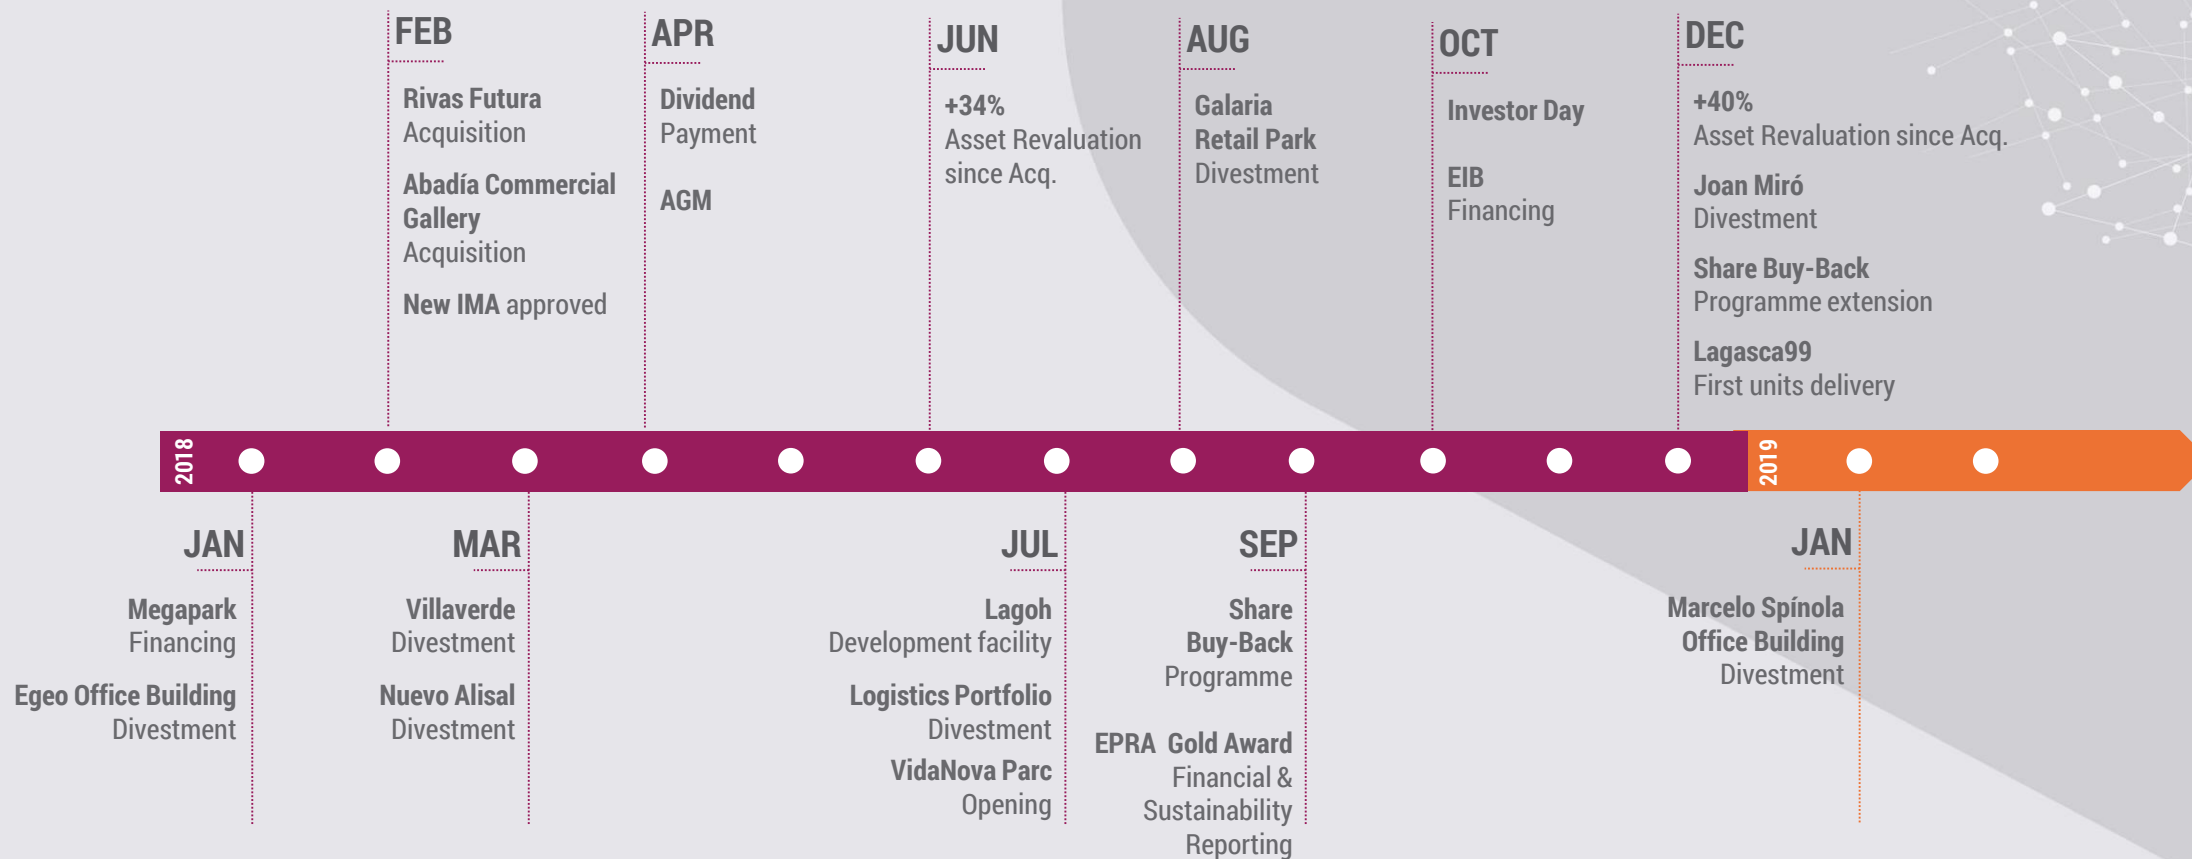 FEB
Rivas Futura
Acquisition
Abadía Commercial
Gallery
Acquisition
New IMA approved
APR
Dividend
Payment
AGM
JUN
+34%
Asset Revaluation
since Acq.
AUG
Galaria
Retail Park
Divestment
OCT
Investor Day
EIB
Financing
DEC
+40%
Asset Revaluation since Acq.
Joan Miró
Divestment
Share Buy-Back
Programme extension
Lagasca99
First units delivery
2018
2019
JAN
Megapark
Financing
Egeo Office Building
Divestment
MAR
Villaverde
Divestment
Nuevo Alisal
Divestment
JUL
Lagoh
Development facility
Logistics Portfolio
Divestment
VidaNova Parc
Opening
SEP
Share
Buy-Back
Programme
EPRA Gold Award
Financial &
Sustainability
Reporting
JAN
Marcelo Spínola
Office Building
Divestment